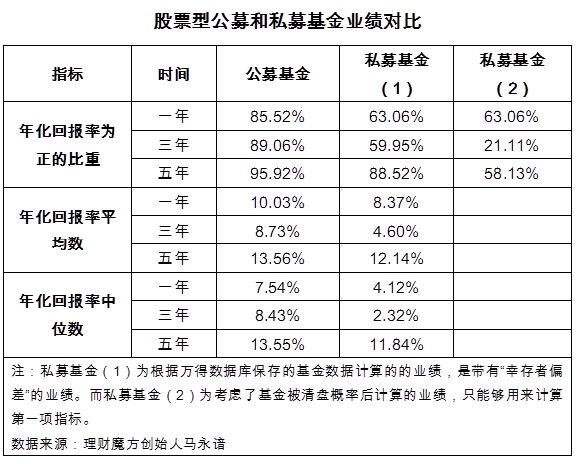 股票型公募和私募基金业绩对比
指标 时间 公募基金 私募基金（1） 私募基金（2）
年化回报率为正的比重 一年 85.52% 63.06% 63.06%
三年 89.06% 59.95% 21.11%
五年 95.92% 88.52% 58.13%
年化回报率平均数 一年 10.03% 8.37%
三年 8.73% 4.60%
五年 13.56% 12.14%
年化回报率中位数 一年 7.54% 4.12%
三年 8.43% 2.32%
五年 13.55% 11.84%
注：私募基金（1）为根据万得数据库保存的基金数据计算的的业绩，是带有“幸存者偏
差”的业绩。而私募基金（2）为考虑了基金被清盘概率后计算的业绩，只能够用来计算
第一项指标。
数据来源：理财魔方创始人马永谙